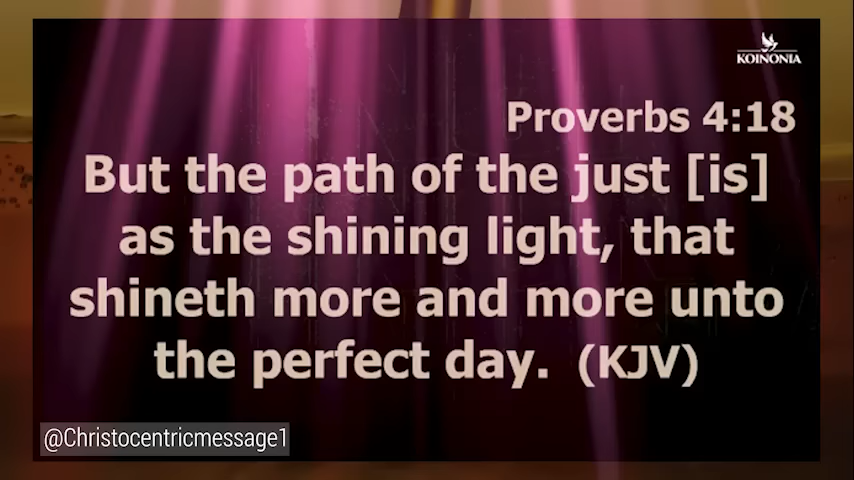 KOINONIA
Proverbs 4:18
But the path of the just [is]
as the shining light, that
shineth more and more unto
the perfect day. (KJV)
@Christocentricmessage1